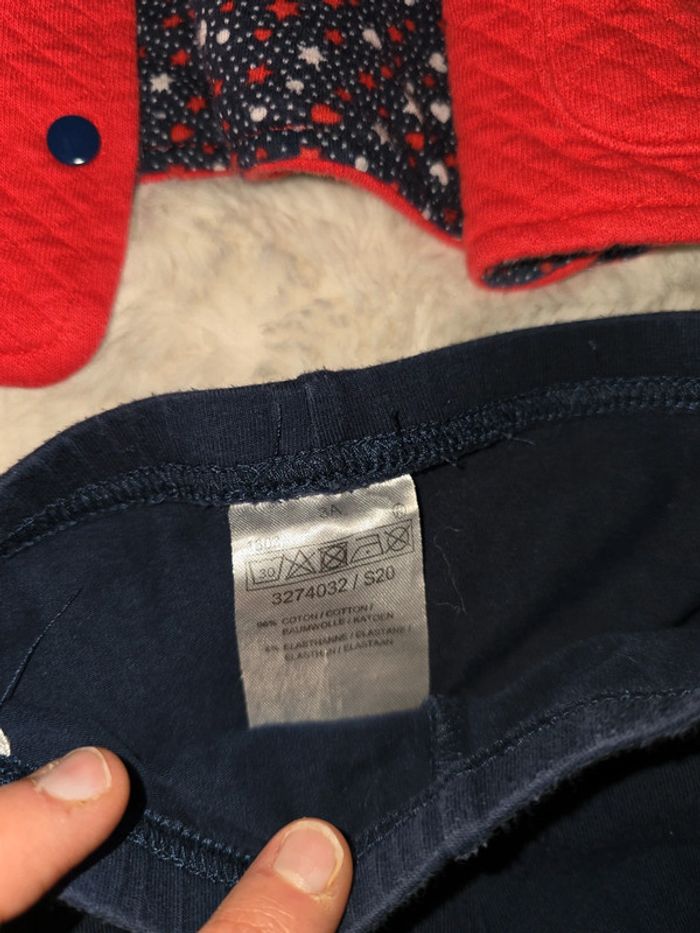 3A
30
3274032 / S20
96% COTON / COTTON /
BAUMWOLLE / KATOEN
4% ELASTHANNE / ELASTANE /
ELASTHAN / ELASTAAN